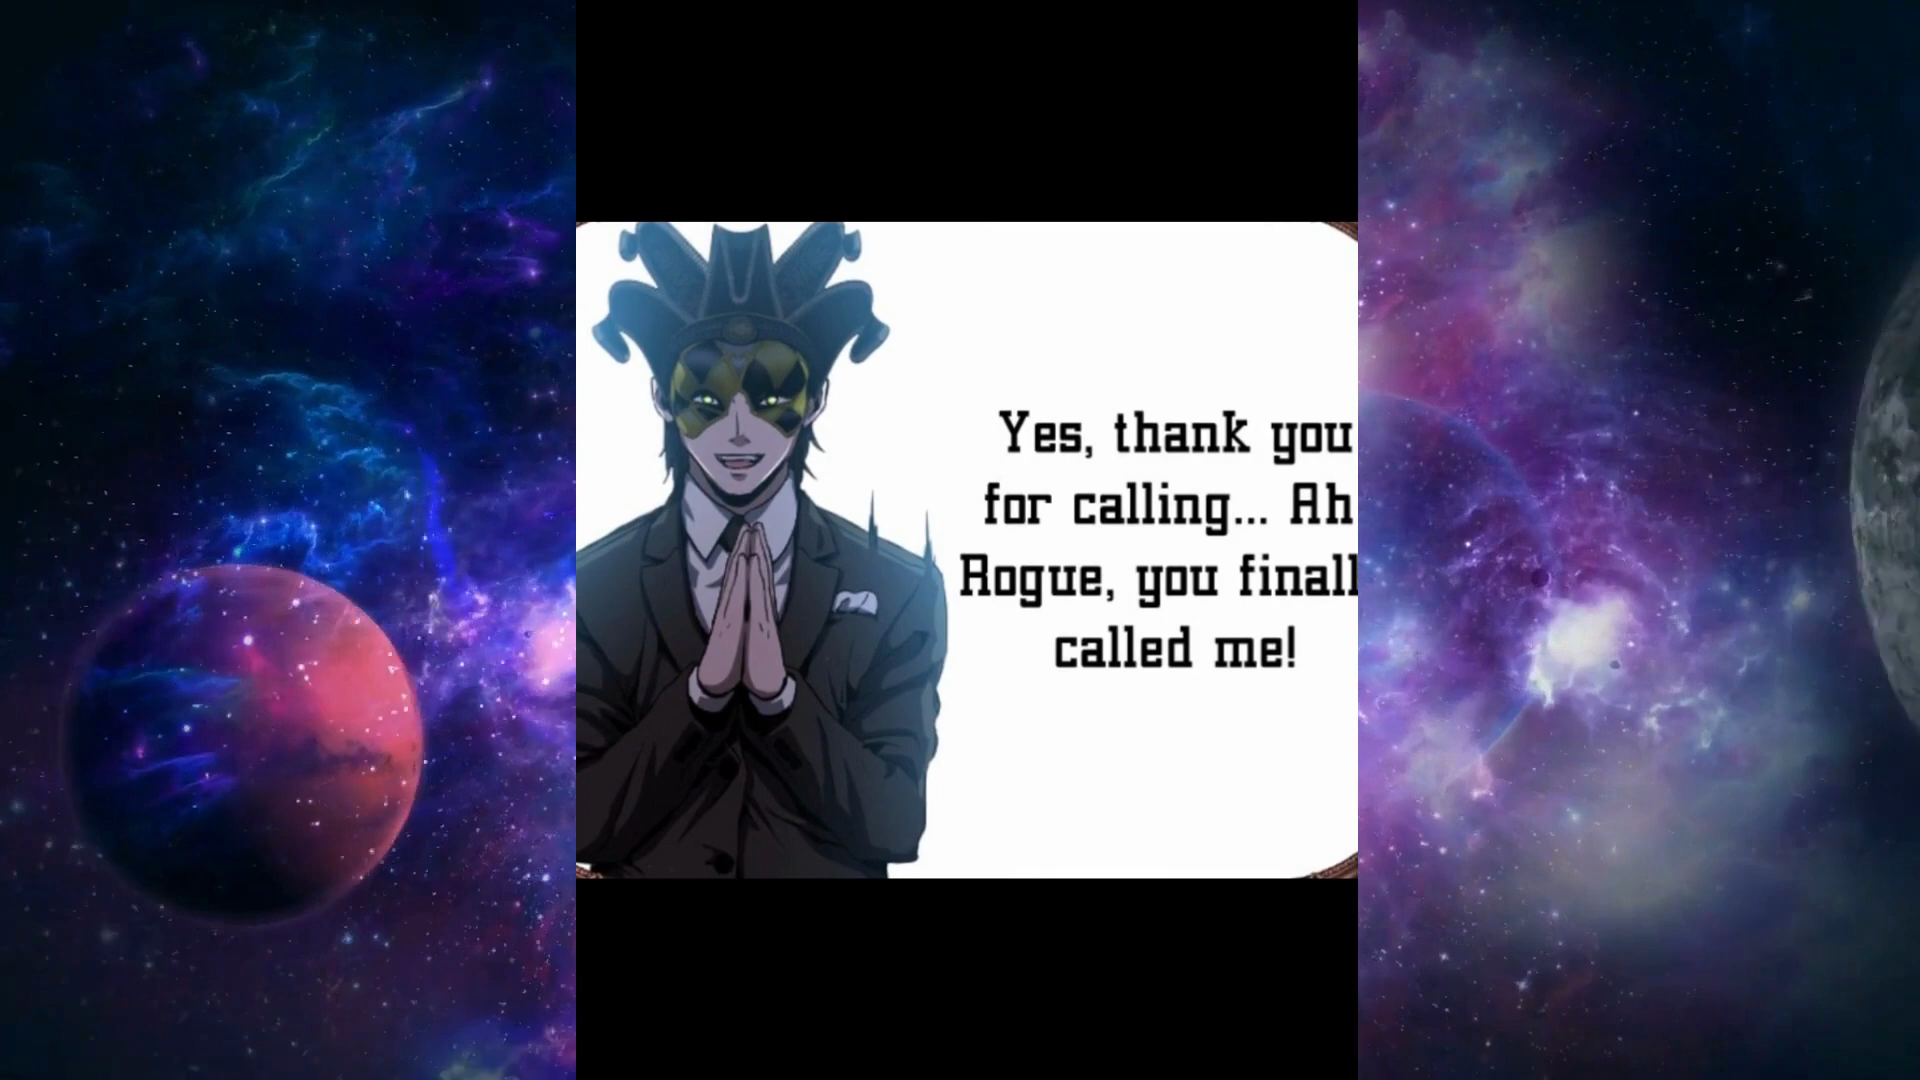 Yes, thank you
for calling... Ah
Rogue, you finall
called me!